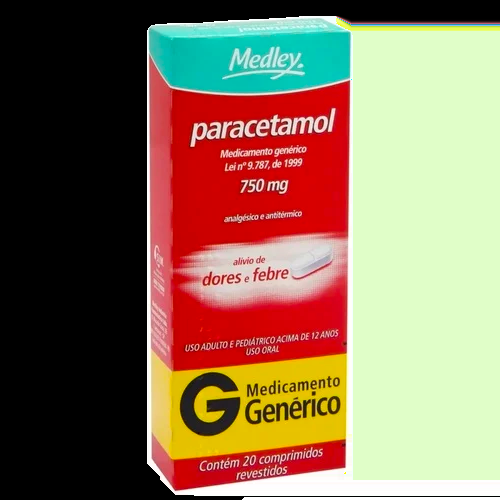 paracetamol
Medley.
paracetamol
Medicamento genérico
Lei nº 9.787, de 1999
750 mg
analgésico e antitérmico
alívio de
dores e febre
USO ADULTO E PEDIÁTRICO ACIMA DE 12 ANOS
USO ORAL
G Medicamento
Genérico
Contém 20 comprimidos
revestidos